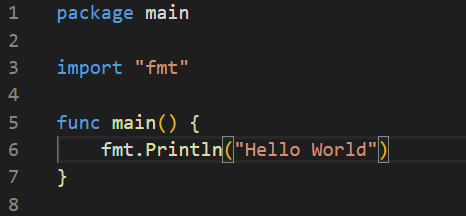 1 package main
2
3 import "fmt"
4
5 func main() {
6     fmt.Println("Hello World")
7 }
8